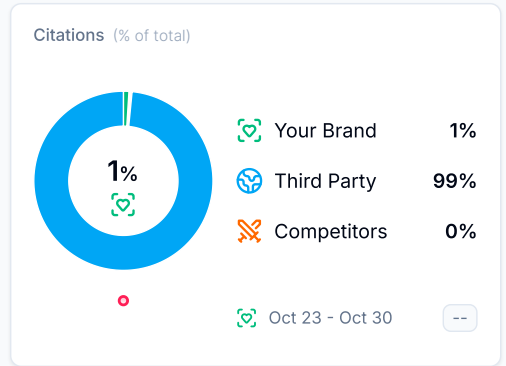 Citations (% of total)
1%
Your Brand 1%
Third Party 99%
Competitors 0%
Oct 23 - Oct 30 --